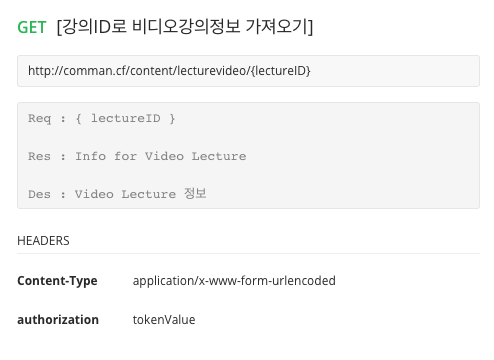 GET [강의ID로 비디오강의정보 가져오기]
http://comman.cf/content/lecturevideo/{lectureID}
Req : { lectureID }
Res : Info for Video Lecture
Des : Video Lecture 정보
HEADERS
Content-Type application/x-www-form-urlencoded
authorization tokenValue